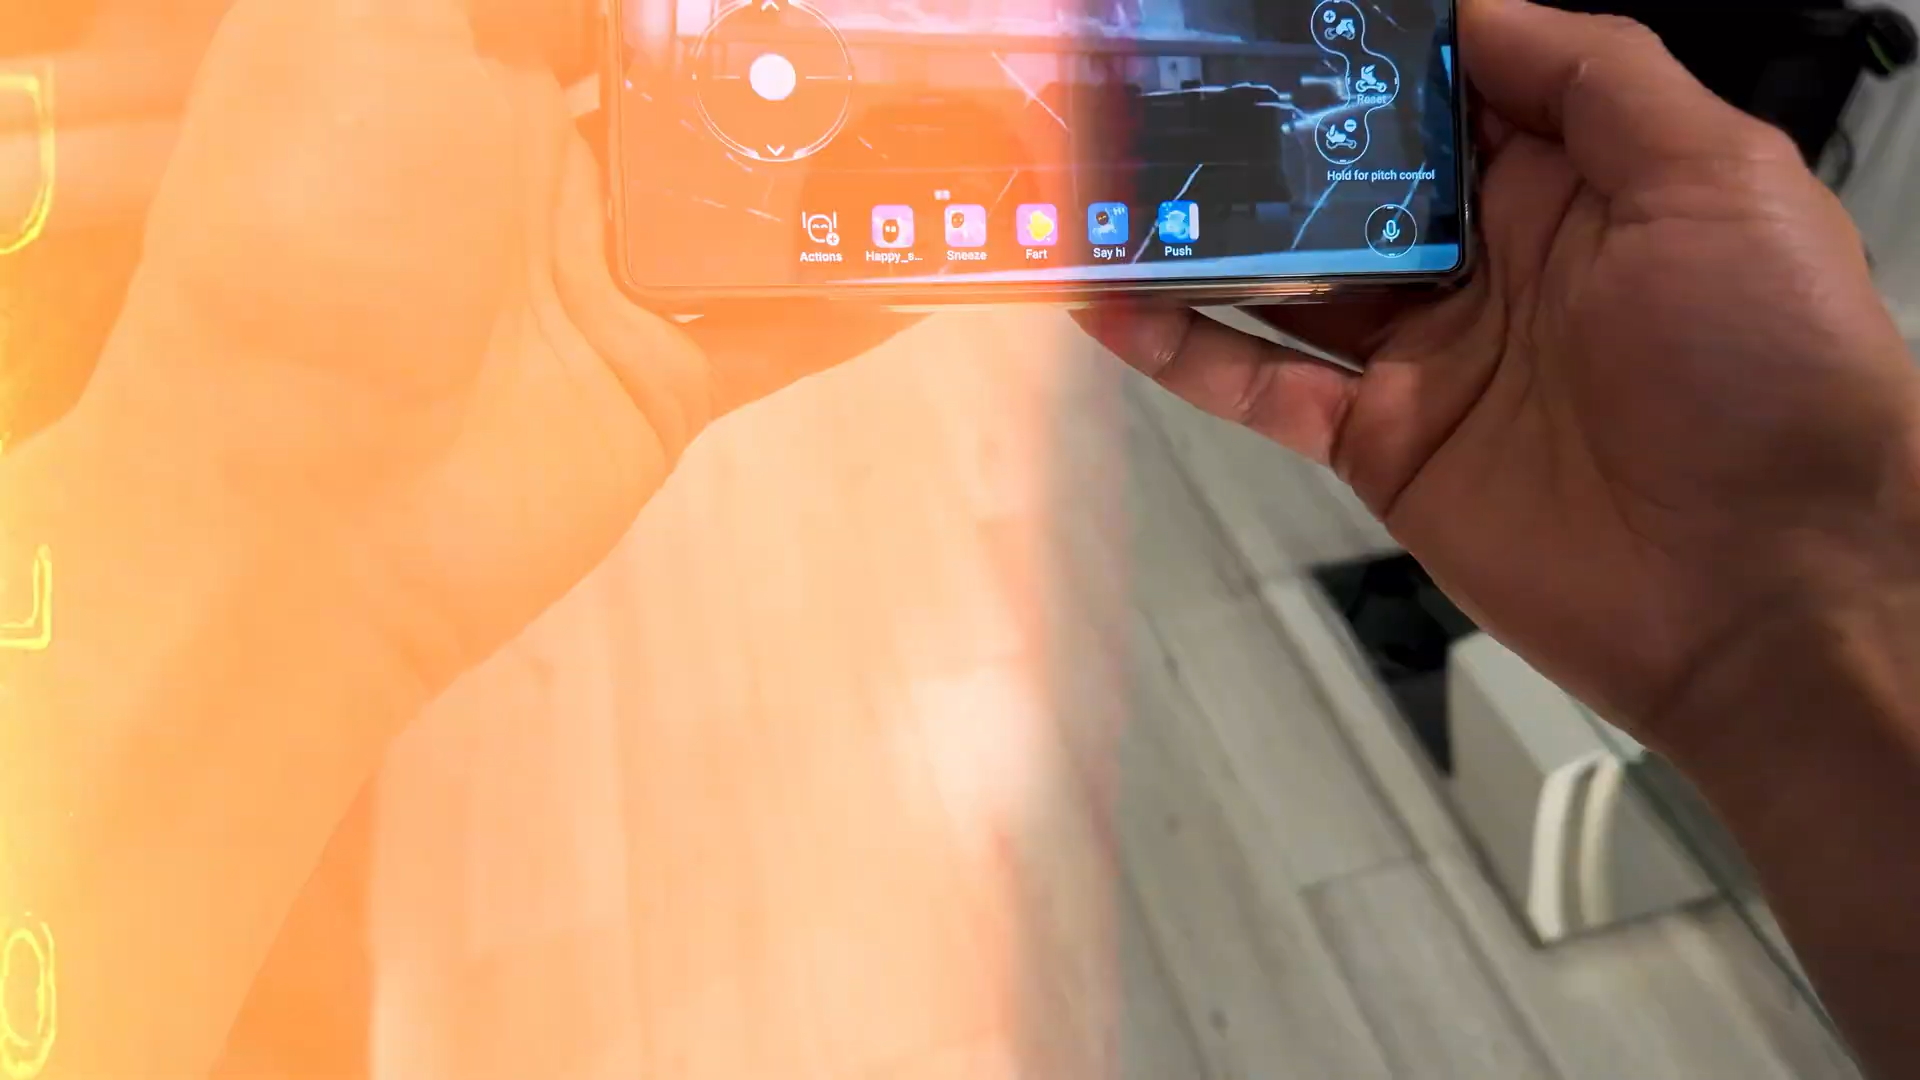 Reset
Hold for pitch control
Actions
Happy_s...
Sneeze
Fart
Say hi
Push